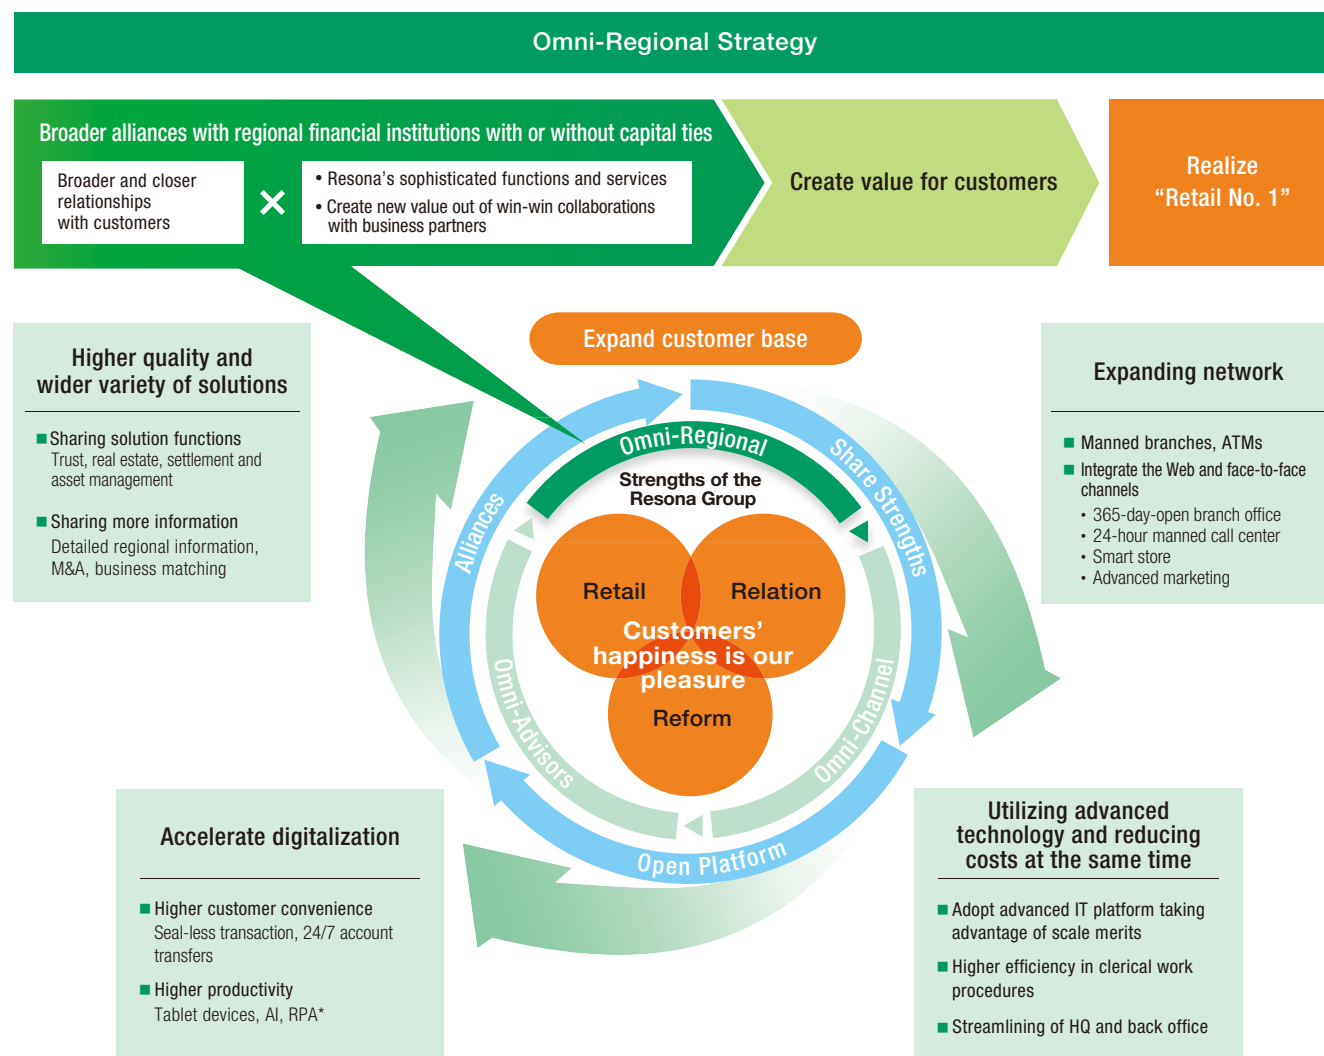 Omni-Regional Strategy
Broader alliances with regional financial institutions with or without capital ties
Broader and closer
relationships
with customers
×
• Resona's sophisticated functions and services
• Create new value out of win-win collaborations
with business partners
Create value for customers
Realize
"Retail No. 1"
Expand customer base
Higher quality and
wider variety of solutions
■ Sharing solution functions
Trust, real estate, settlement and
asset management
■ Sharing more information
Detailed regional information,
M&A, business matching
Expanding network
■ Manned branches, ATMs
■ Integrate the Web and face-to-face
channels
• 365-day-open branch office
• 24-hour manned call center
• Smart store
• Advanced marketing
Alliances
Share Strengths
Open Platform
Omni-Regional
Omni-Advisors
Omni-Channel
Strengths of the
Resona Group
Retail
Relation
Customers'
happiness is our
pleasure
Reform
Accelerate digitalization
■ Higher customer convenience
Seal-less transaction, 24/7 account
transfers
■ Higher productivity
Tablet devices, AI, RPA*
Utilizing advanced
technology and reducing
costs at the same time
■ Adopt advanced IT platform taking
advantage of scale merits
■ Higher efficiency in clerical work
procedures
■ Streamlining of HQ and back office